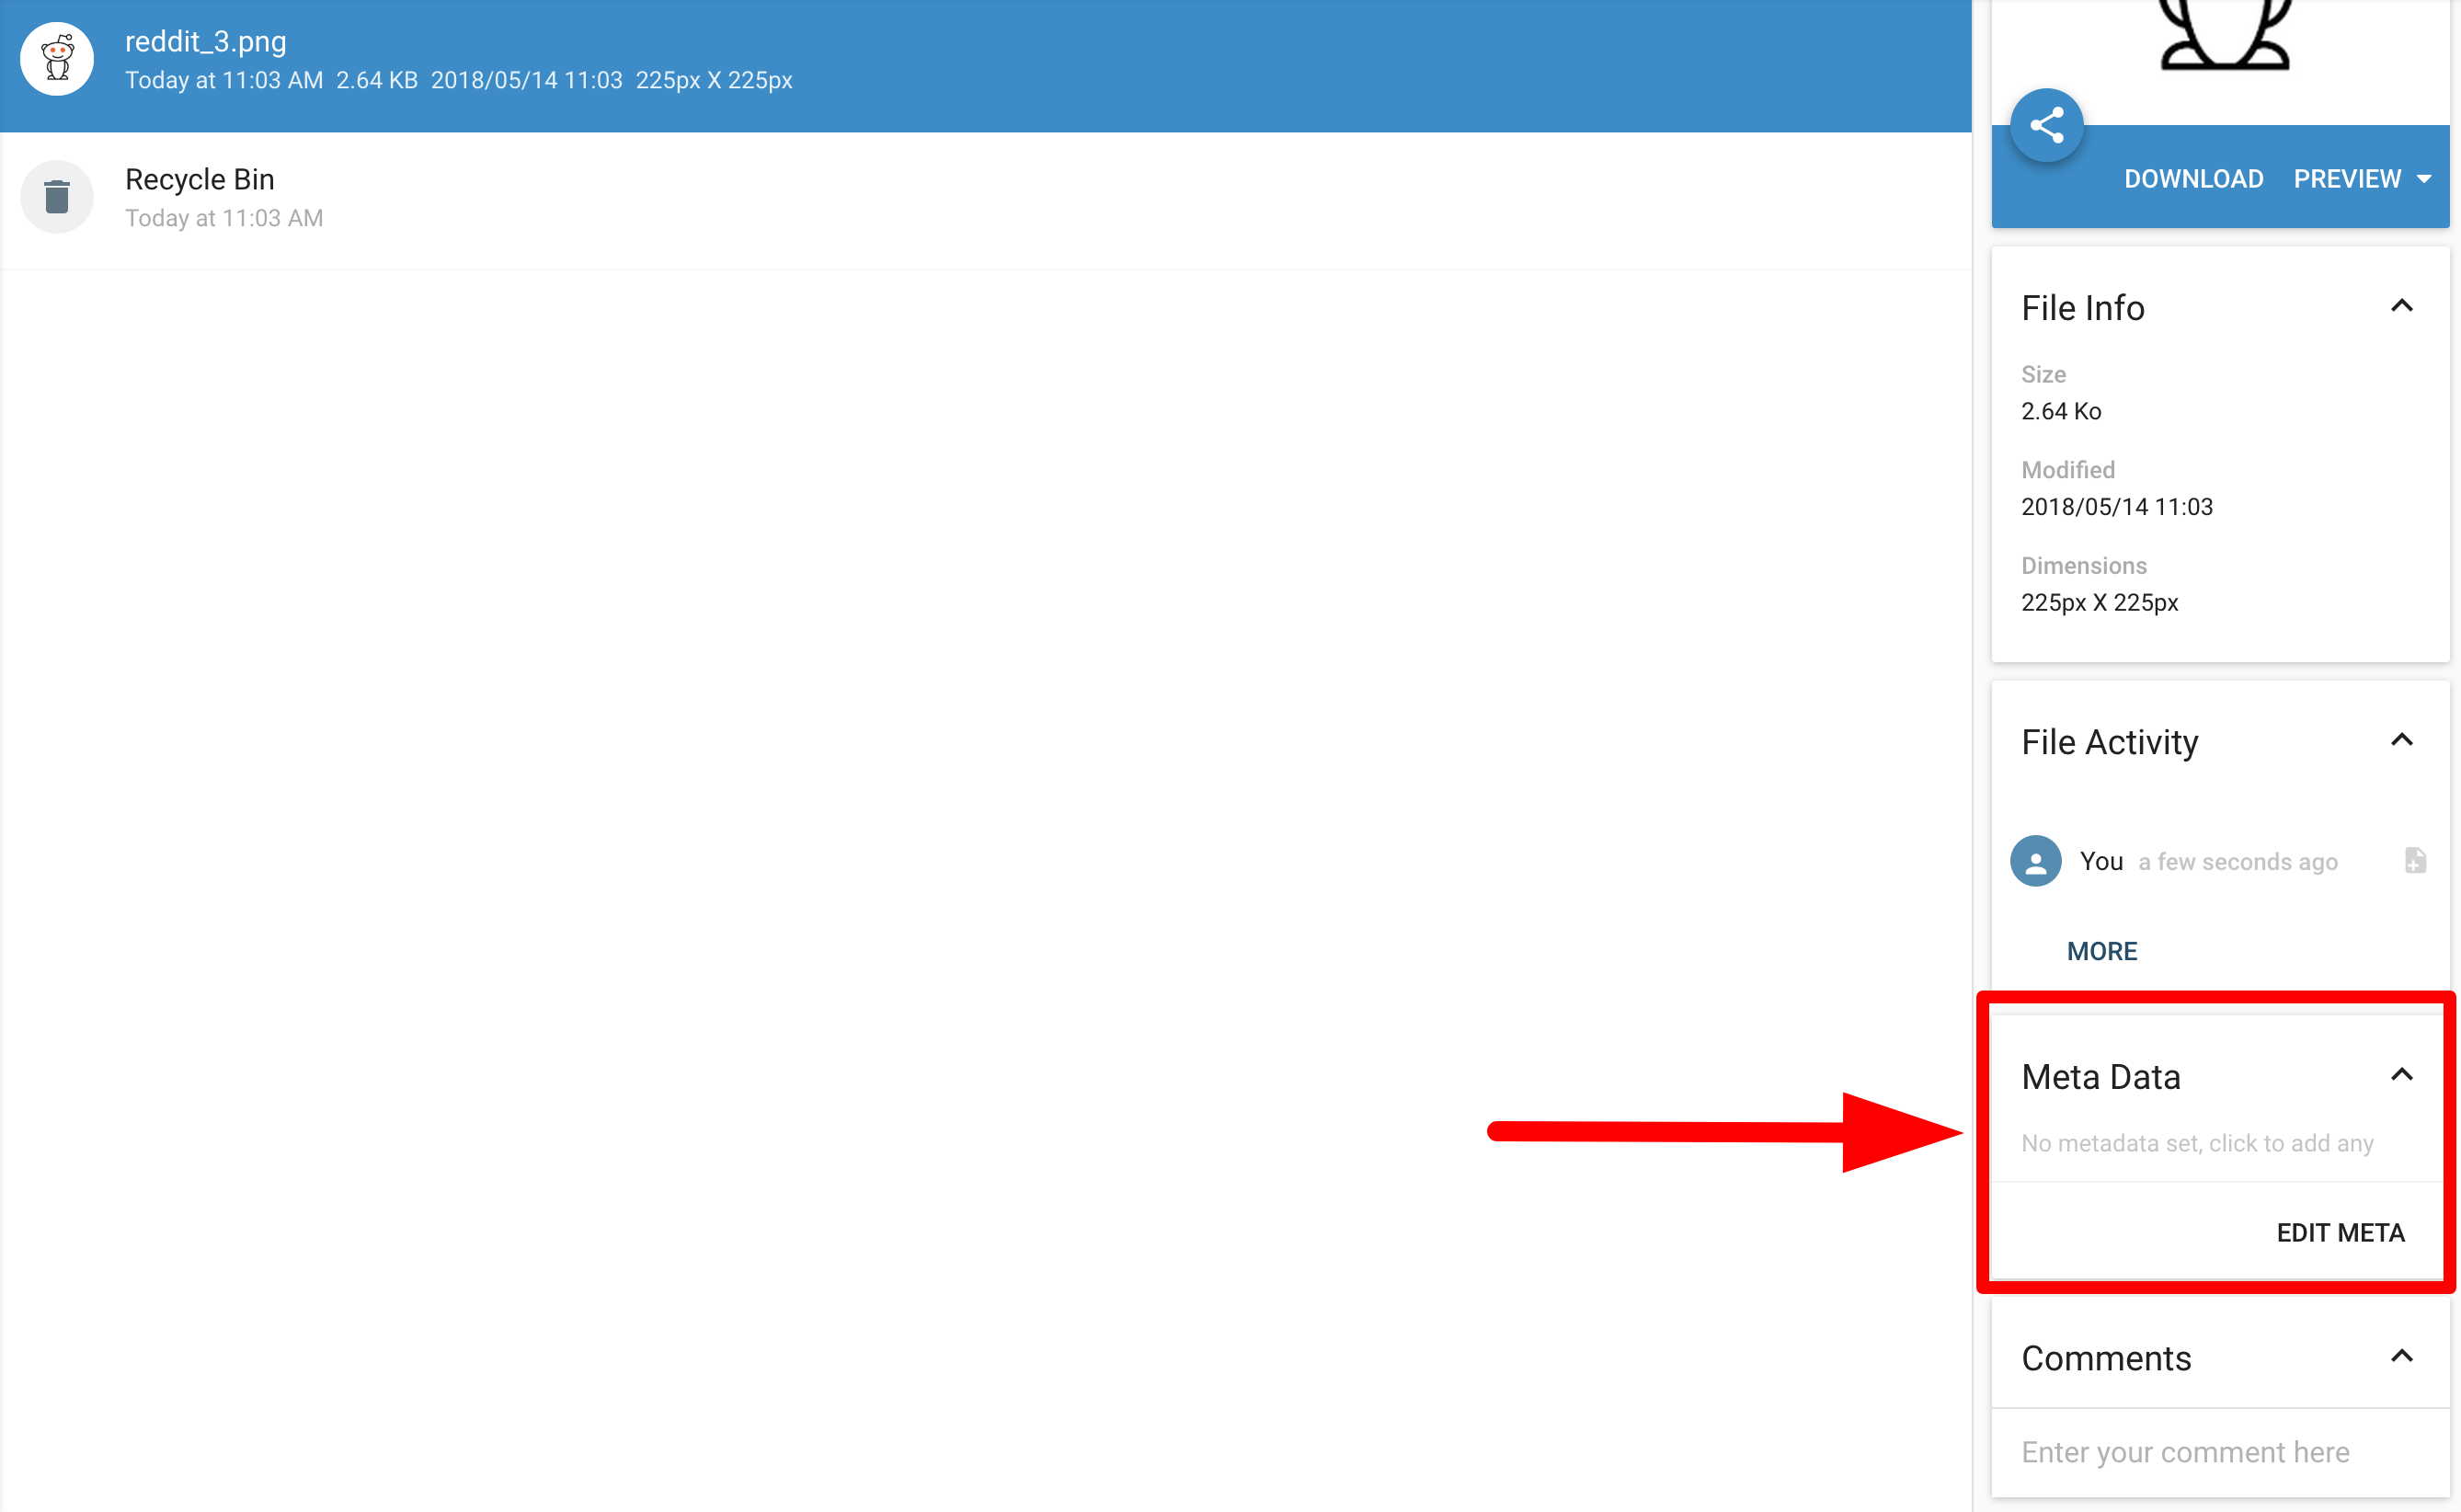 reddit_3.png
Today at 11:03 AM 2.64 KB 2018/05/14 11:03 225px X 225px
Recycle Bin
Today at 11:03 AM
DOWNLOAD PREVIEW
File Info
Size
2.64 Ko
Modified
2018/05/14 11:03
Dimensions
225px X 225px
File Activity
You a few seconds ago
MORE
Meta Data
No metadata set, click to add any
EDIT META
Comments
Enter your comment here